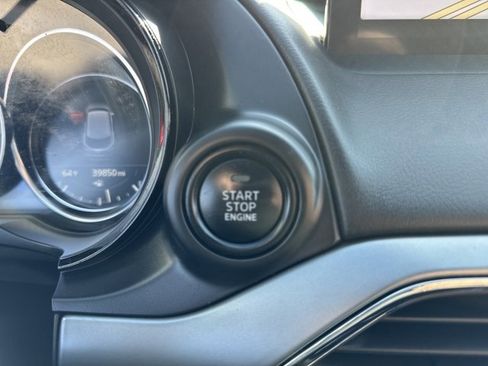 64°F 39850 mi
START
STOP
ENGINE